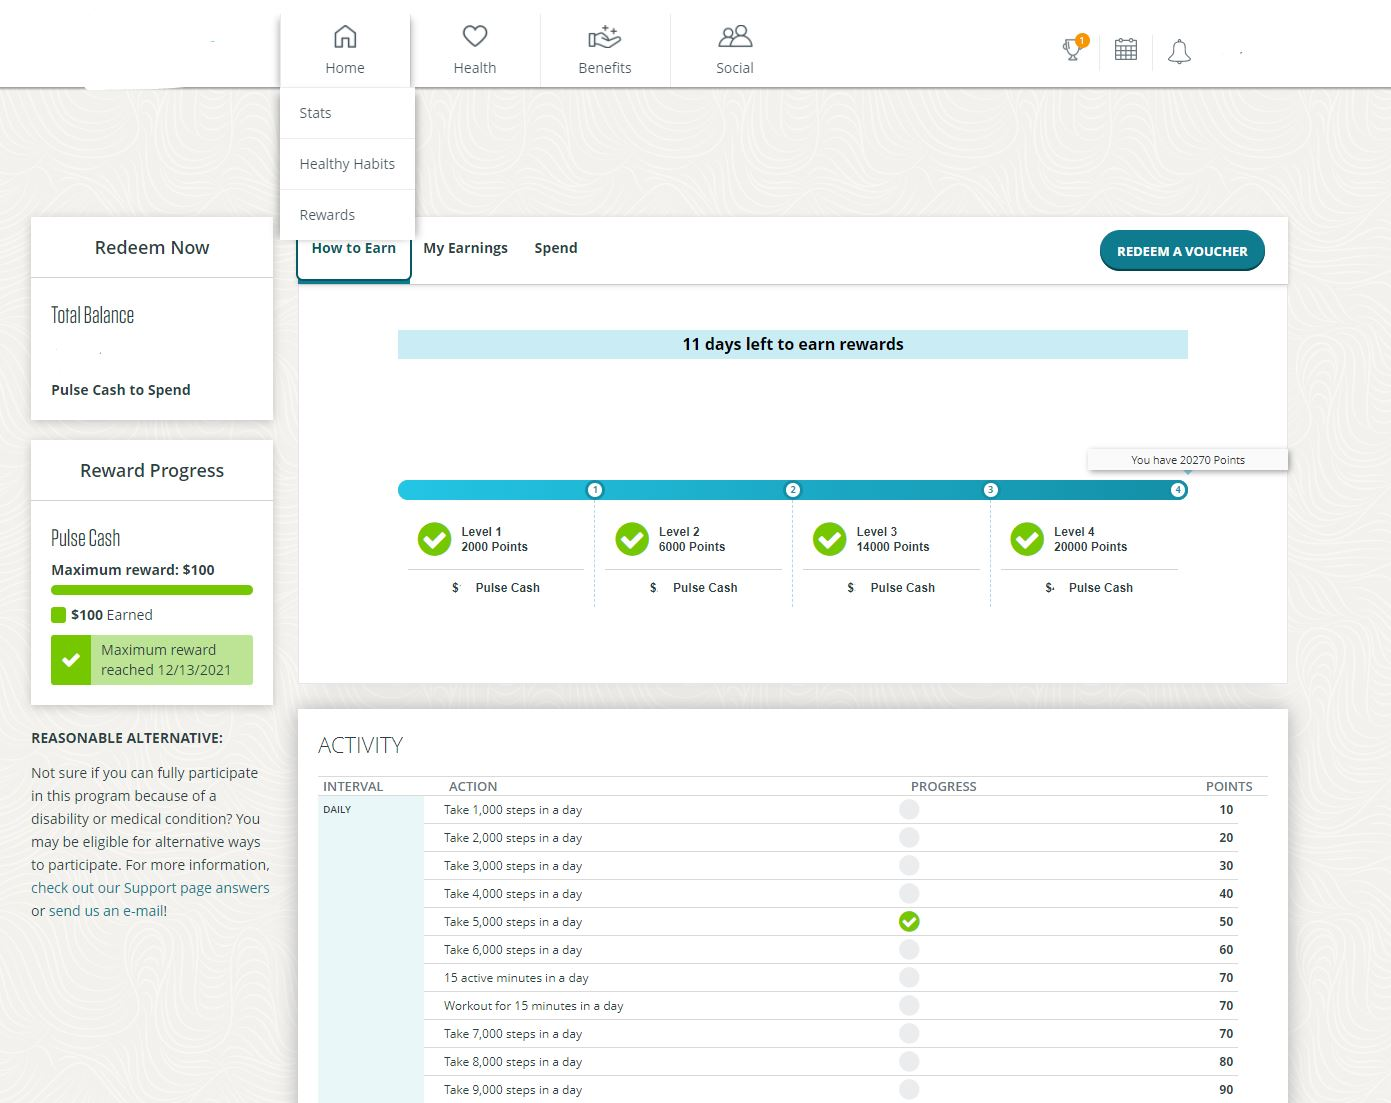 Home
Health
Benefits
Social
1
Stats
Healthy Habits
Rewards
Redeem Now
Total Balance
Pulse Cash to Spend
Reward Progress
Pulse Cash
Maximum reward: $100
$100 Earned
Maximum reward
reached 12/13/2021
REASONABLE ALTERNATIVE:
Not sure if you can fully participate
in this program because of a
disability or medical condition? You
may be eligible for alternative ways
to participate. For more information,
check out our Support page answers
or send us an e-mail!
How to Earn
My Earnings
Spend
REDEEM A VOUCHER
11 days left to earn rewards
You have 20270 Points
1
2
3
4
Level 1
2000 Points
$ Pulse Cash
Level 2
6000 Points
$ Pulse Cash
Level 3
14000 Points
$ Pulse Cash
Level 4
20000 Points
$ Pulse Cash
ACTIVITY
INTERVAL ACTION PROGRESS POINTS
DAILY Take 1,000 steps in a day 10
Take 2,000 steps in a day 20
Take 3,000 steps in a day 30
Take 4,000 steps in a day 40
Take 5,000 steps in a day 50
Take 6,000 steps in a day 60
15 active minutes in a day 70
Workout for 15 minutes in a day 70
Take 7,000 steps in a day 70
Take 8,000 steps in a day 80
Take 9,000 steps in a day 90